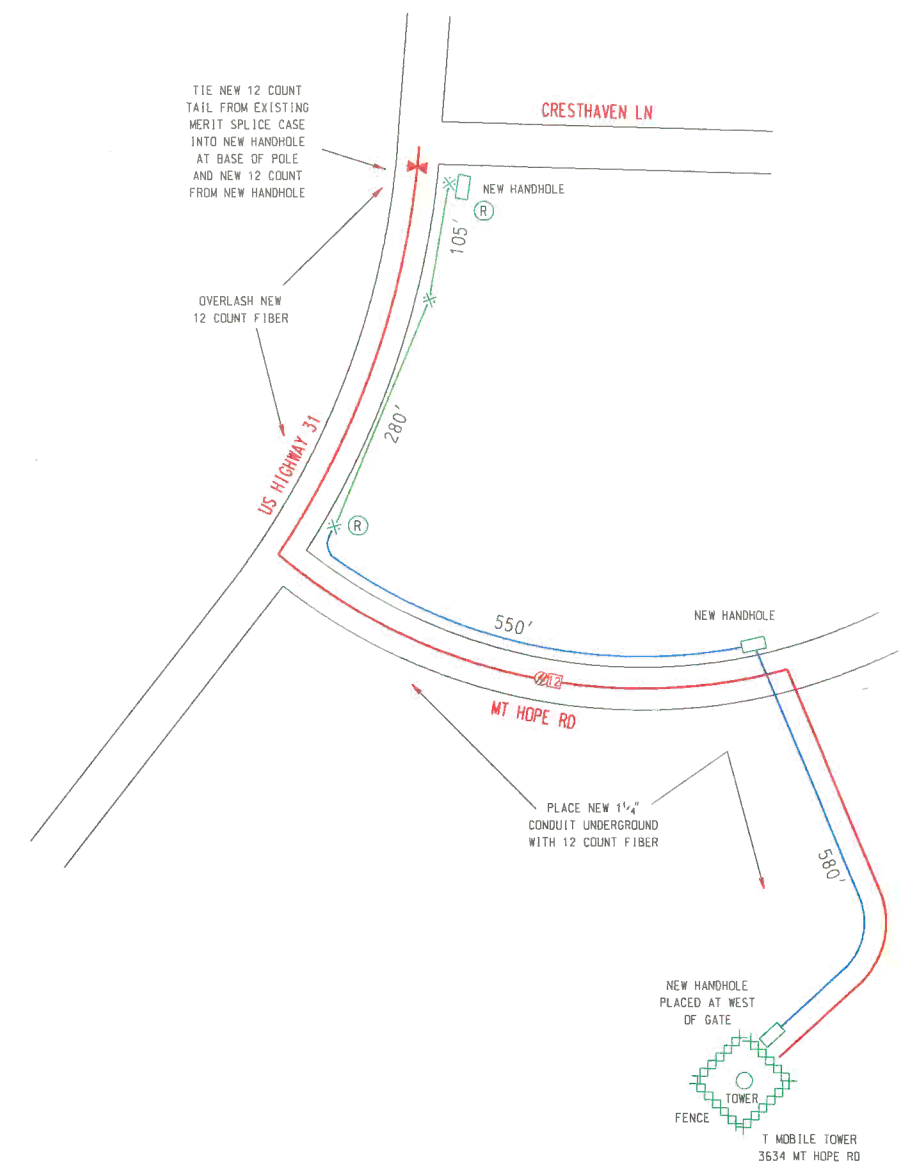 TIE NEW 12 COUNT
TAIL FROM EXISTING
MERIT SPLICE CASE
INTO NEW HANDHOLE
AT BASE OF POLE
AND NEW 12 COUNT
FROM NEW HANDHOLE
CRESTHAVEN LN
NEW HANDHOLE
R
105'
OVERLASH NEW
12 COUNT FIBER
280'
US HIGHWAY 31
R
550'
NEW HANDHOLE
12
MT HOPE RD
PLACE NEW 1 1/4"
CONDUIT UNDERGROUND
WITH 12 COUNT FIBER
580'
NEW HANDHOLE
PLACED AT WEST
OF GATE
TOWER
FENCE
T MOBILE TOWER
3634 MT HOPE RD